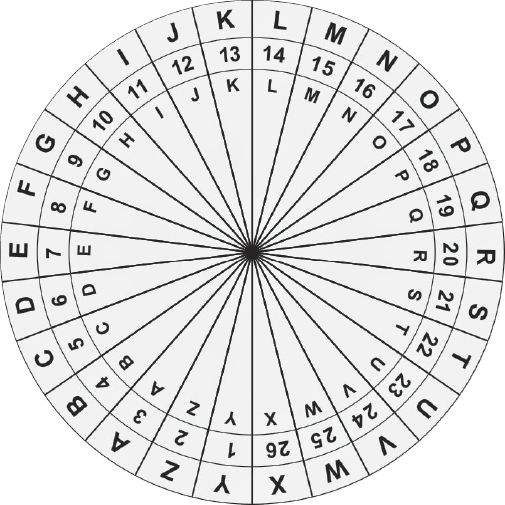 K L M N O P Q R S T U V W X Y Z A B C D E F G H I J
13 14 15 16 17 18 19 20 21 22 23 24 25 26 1 2 3 4 5 6 7 8 9 10 11 12
K L M N O P Q R S T U V W X Y Z A B C D E F G H I J